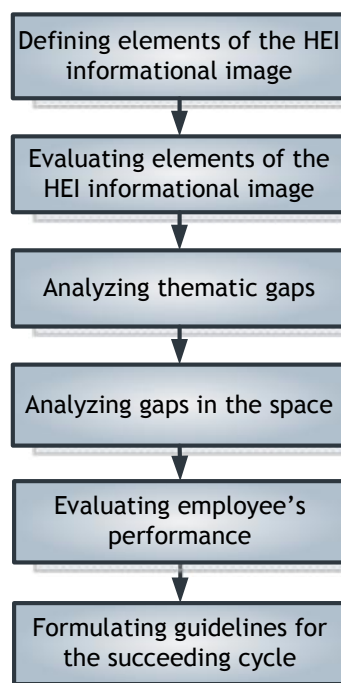 Defining elements of the HEI
informational image
Evaluating elements of the
HEI informational image
Analyzing thematic gaps
Analyzing gaps in the space
Evaluating employee’s
performance
Formulating guidelines for
the succeeding cycle